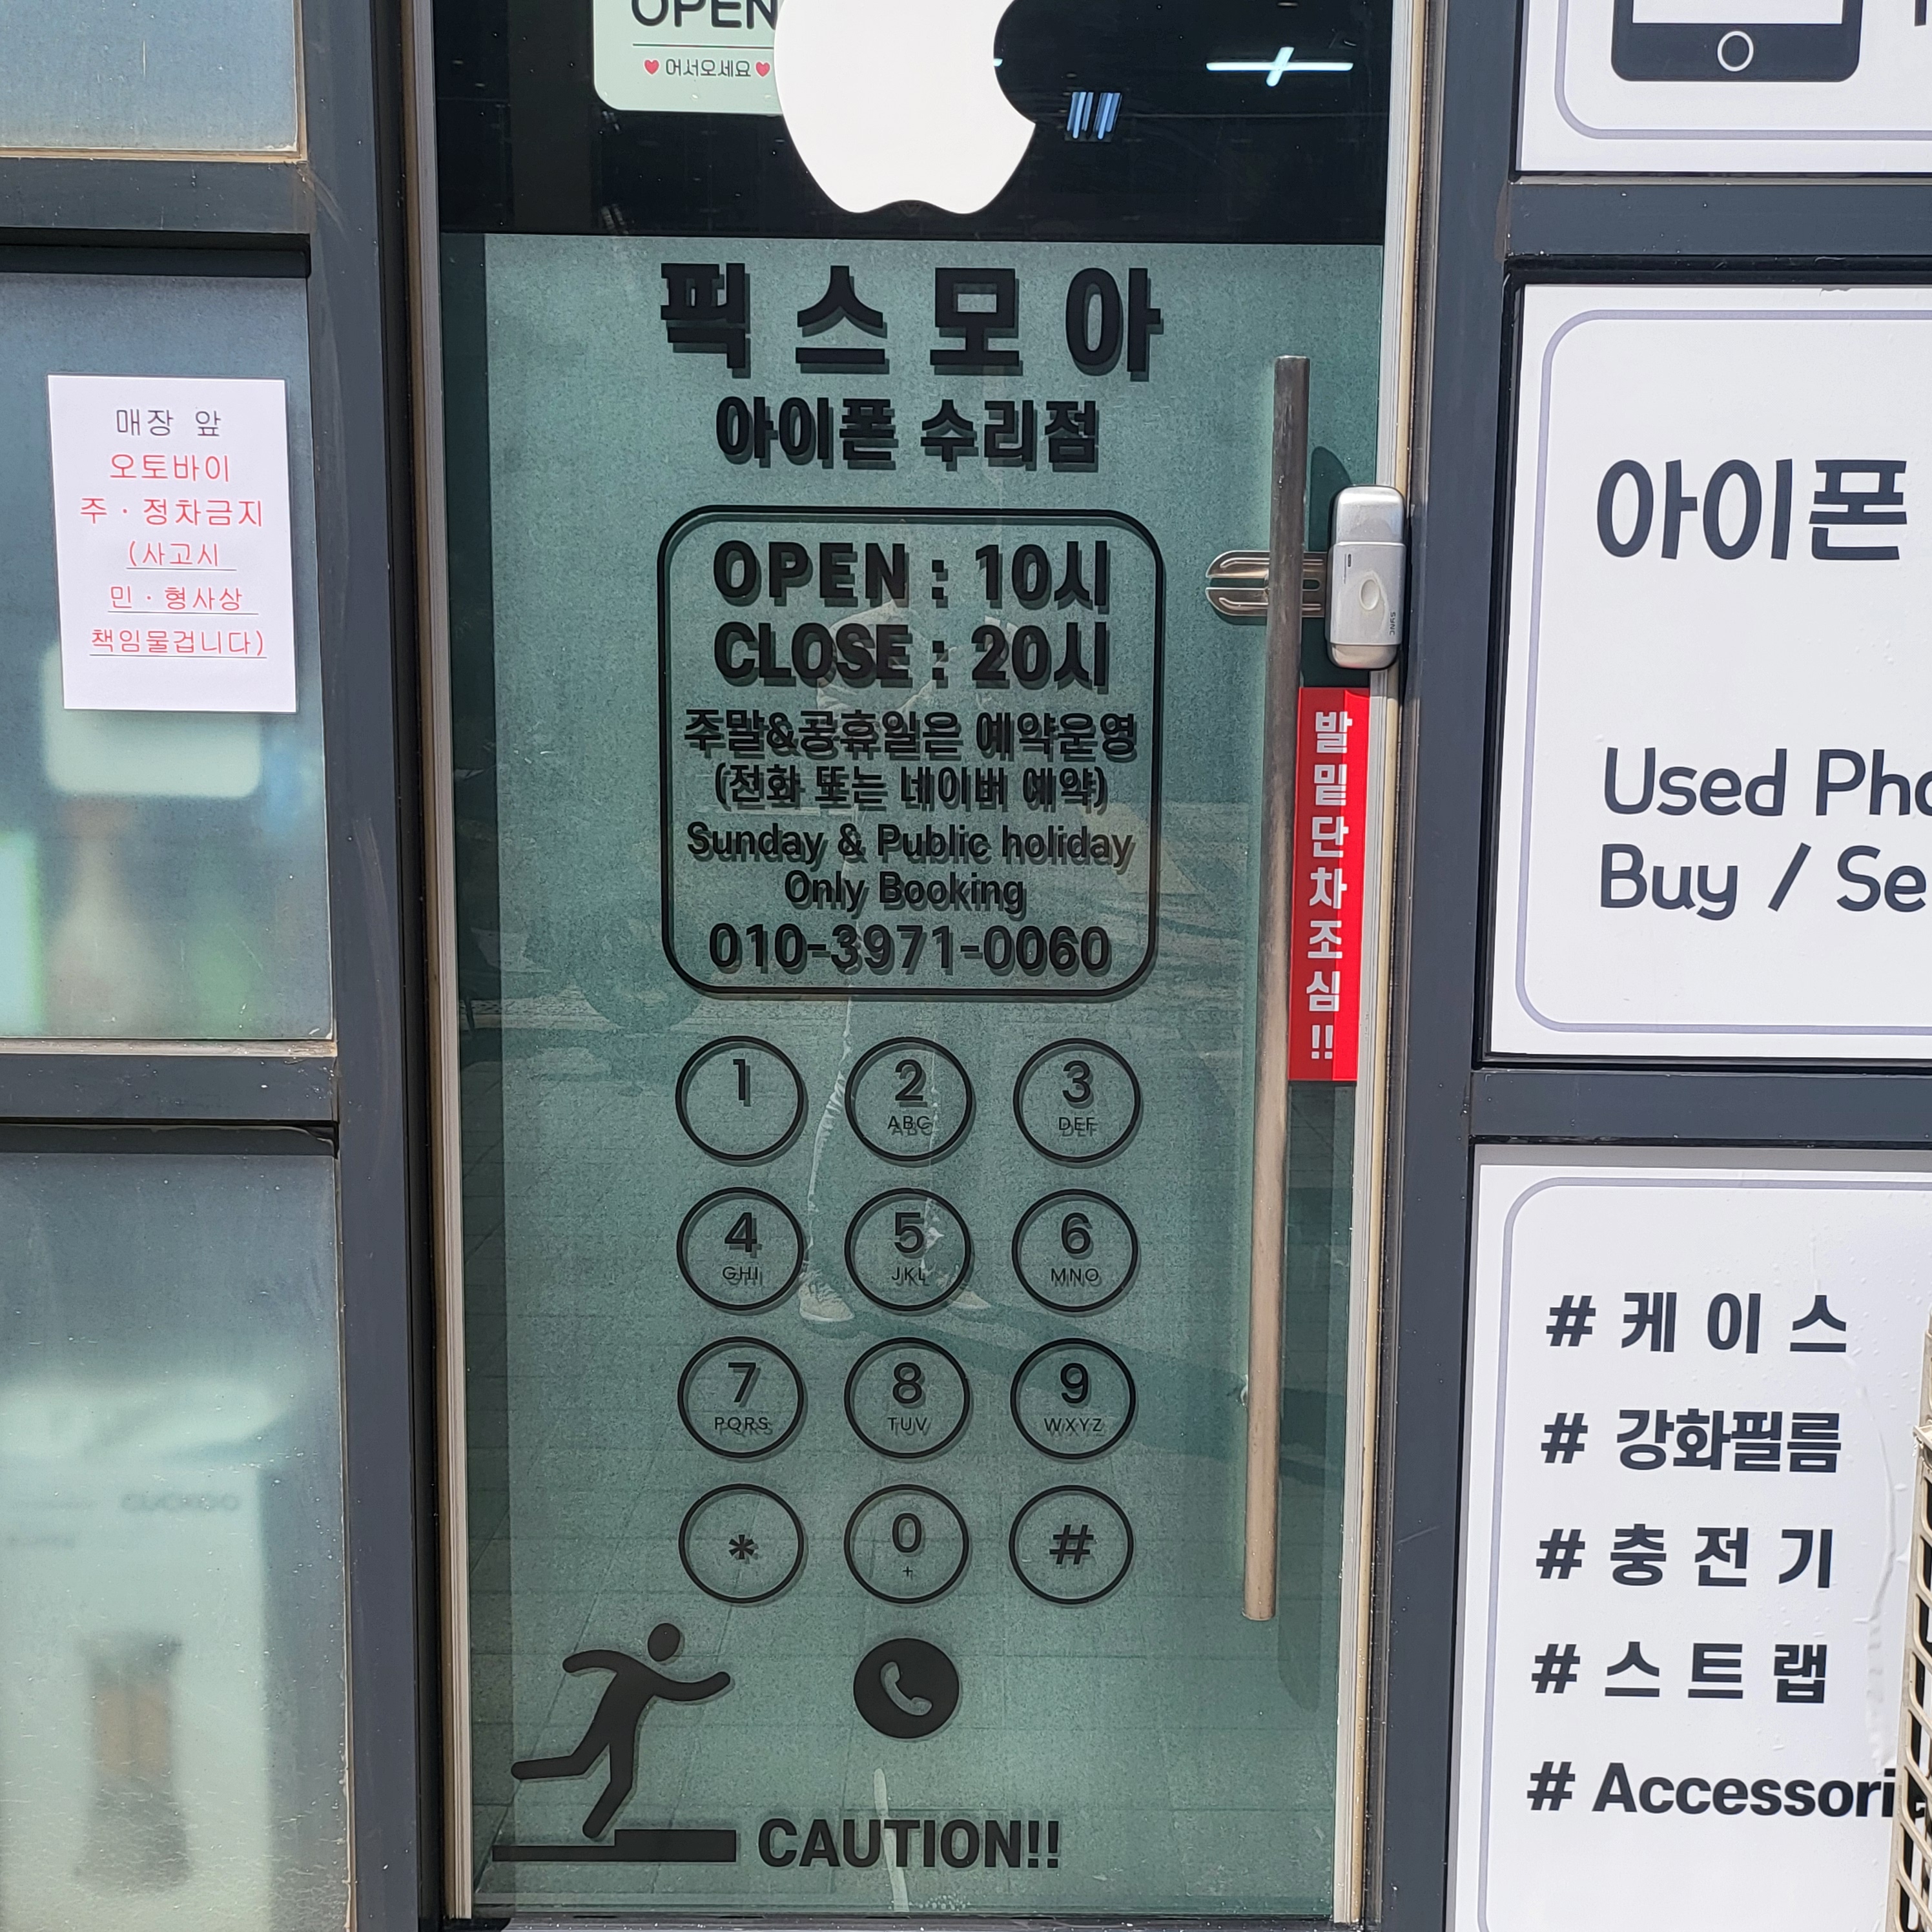 OPEN
어서오세요
픽스모아
아이폰 수리점
OPEN : 10시
CLOSE : 20시
주말&공휴일은 예약운영
(전화 또는 네이버 예약)
Sunday & Public holiday
Only Booking
010-3971-0060
1
2
ABC
3
DEF
4
GHI
5
JKL
6
MNO
7
PQRS
8
TUV
9
WXYZ
*
0
+
#
CAUTION!!
매장 앞
오토바이
주·정차금지
(사고시
민·형사상
책임물겁니다)
발밑단차조심!!
SYNC
아이폰
Used
Buy /
# 케이스
# 강화필름
# 충전기
# 스트랩
#
CUCKOO